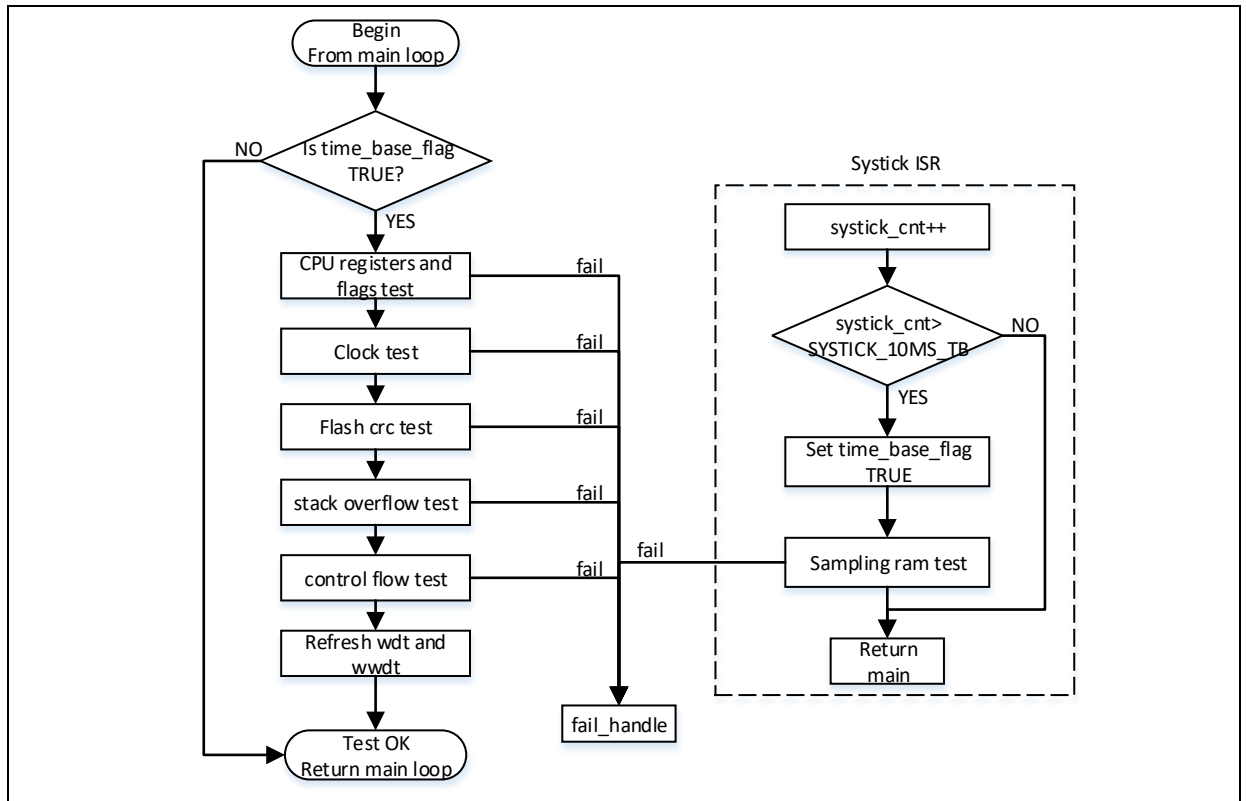 Begin
From main loop
Is time_base_flag
TRUE?
NO
YES
CPU registers and
flags test
fail
Clock test
fail
Flash crc test
fail
stack overflow test
fail
control flow test
fail
Refresh wdt and
wwdt
Test OK
Return main loop
fail_handle
Systick ISR
systick_cnt++
systick_cnt>
SYSTICK_10MS_TB
NO
YES
Set time_base_flag
TRUE
Sampling ram test
fail
Return
main